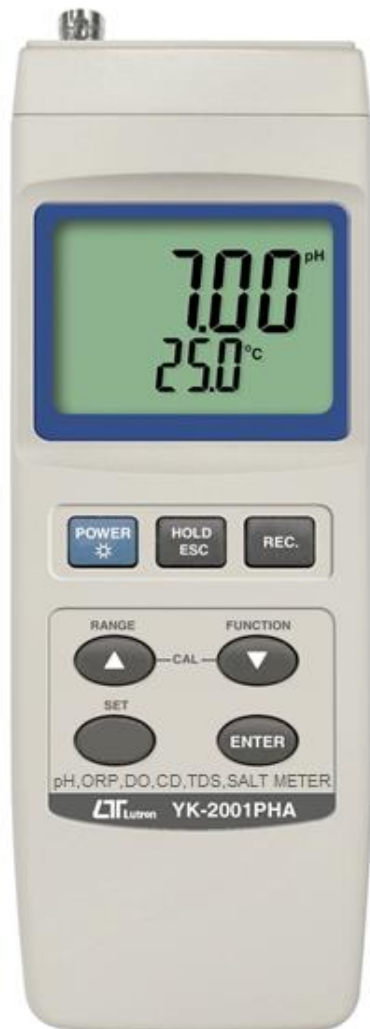 7.00 pH
25.0 °C
POWER HOLD ESC REC.
RANGE FUNCTION
CAL
SET
ENTER
pH,ORP,DO,CD,TDS,SALT METER
Lutron YK-2001PHA